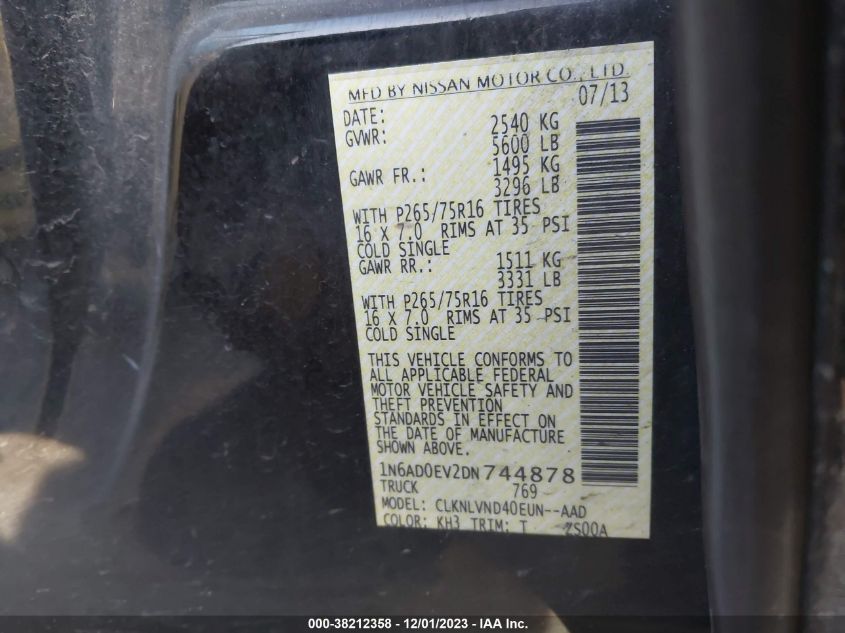 MFD BY NISSAN MOTOR CO., LTD.
DATE: 07/13
GVWR: 2540 KG
5600 LB
GAWR FR.: 1495 KG
3296 LB
WITH P265/75R16 TIRES
16 X 7.0 RIMS AT 35 PSI
COLD SINGLE
GAWR RR.: 1511 KG
3331 LB
WITH P265/75R16 TIRES
16 X 7.0 RIMS AT 35 PSI
COLD SINGLE
THIS VEHICLE CONFORMS TO
ALL APPLICABLE FEDERAL
MOTOR VEHICLE SAFETY AND
THEFT PREVENTION
STANDARDS IN EFFECT ON
THE DATE OF MANUFACTURE
SHOWN ABOVE.
1N6AD0EV2DN744878
TRUCK 769
MODEL: CLKNLVND40EUN--AAD
COLOR: KH3 TRIM: T ZS00A
000-38212358 - 12/01/2023 - IAA Inc.